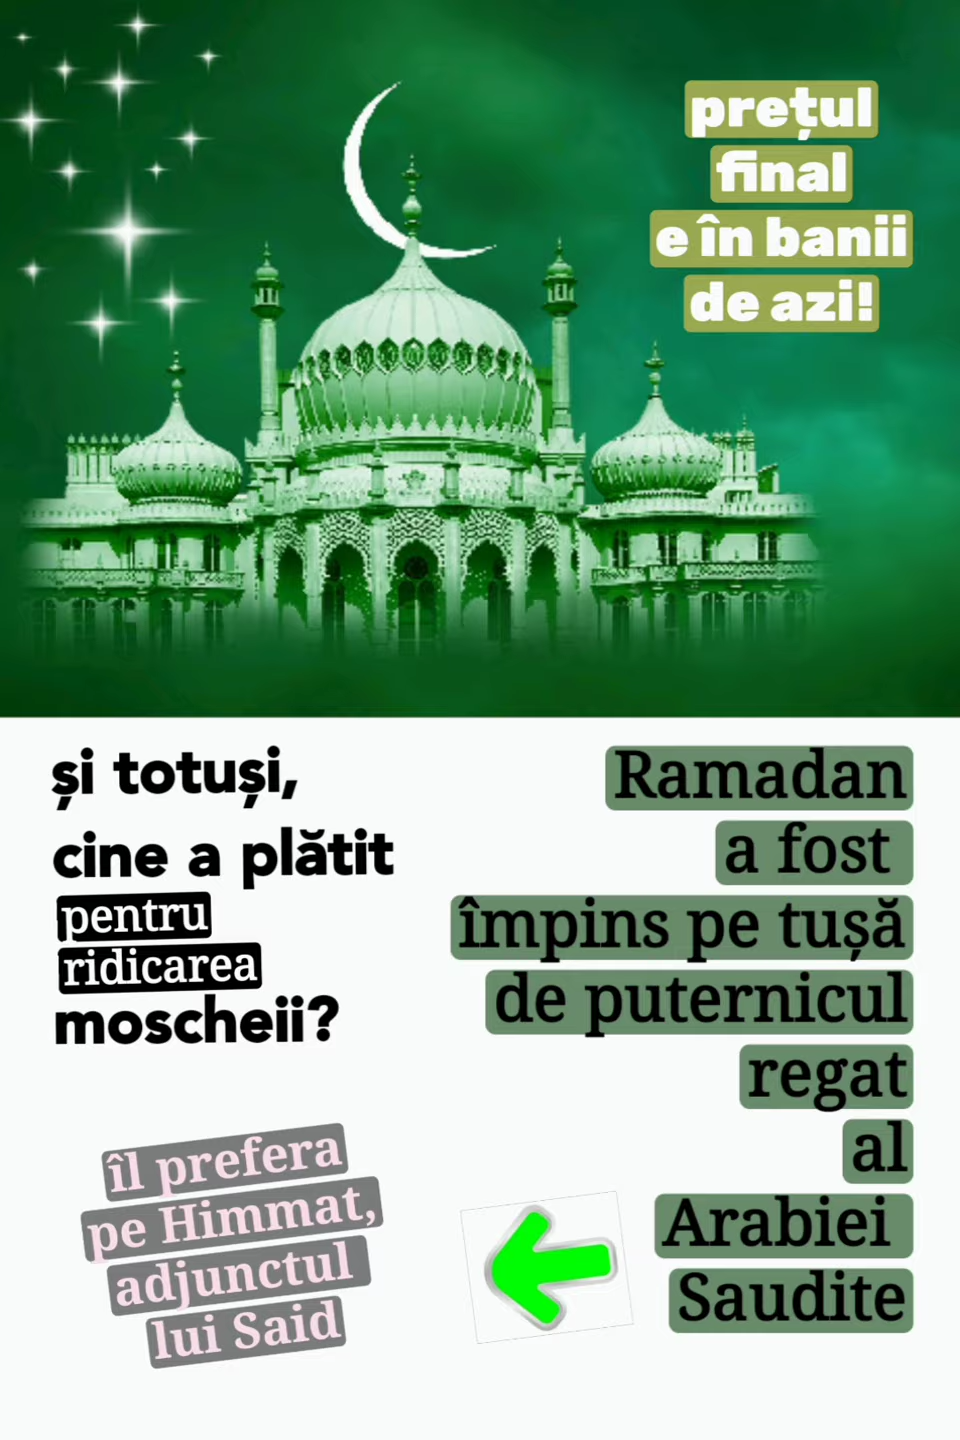 prețul
final
e în banii
de azi!
și totuși,
cine a plătit
pentru
ridicarea
moscheii?
Ramadan
a fost
împins pe tușă
de puternicul
regat
al
Arabiei
Saudite
îl prefera
pe Himmat,
adjunctul
lui Said